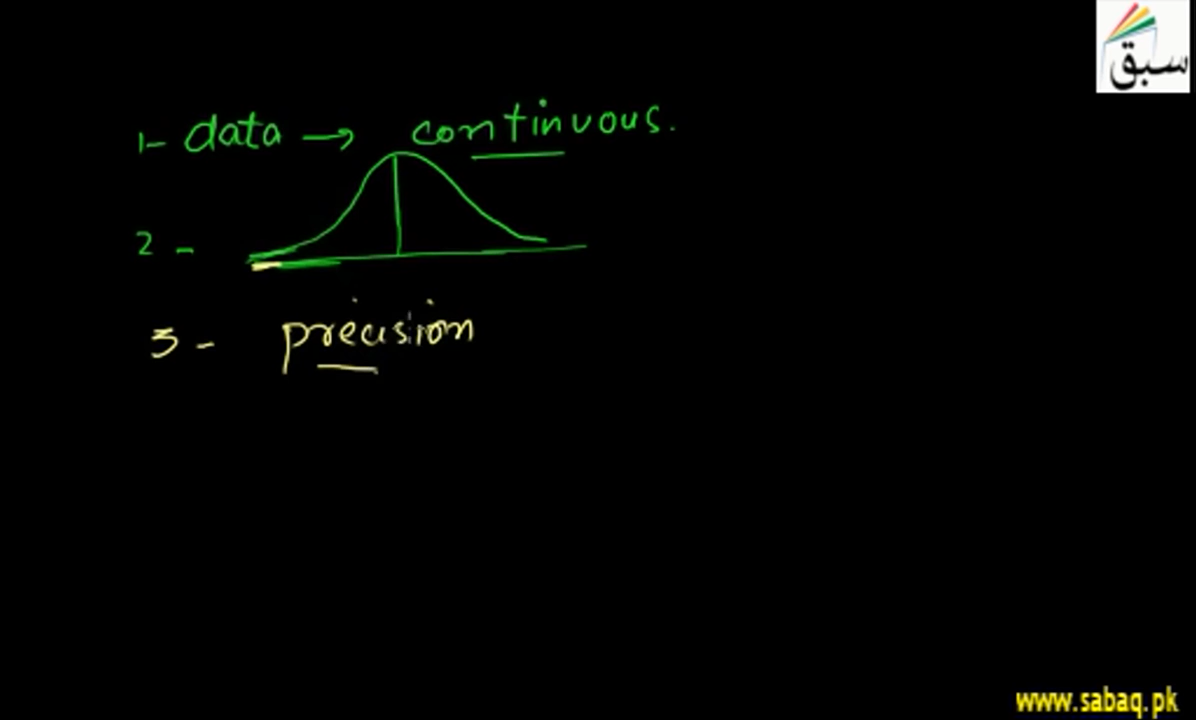 سبق
1- data → continuous.
2 -
3 - precision
www.sabaq.pk